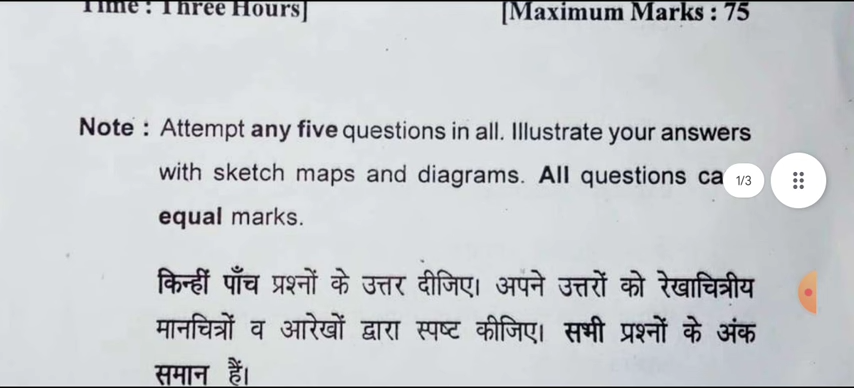 Time : Three Hours] [Maximum Marks : 75
Note : Attempt any five questions in all. Illustrate your answers
with sketch maps and diagrams. All questions ca 1/3
equal marks.
किन्हीं पाँच प्रश्नों के उत्तर दीजिए। अपने उत्तरों को रेखाचित्रीय
मानचित्रों व आरेखों द्वारा स्पष्ट कीजिए। सभी प्रश्नों के अंक
समान हैं।